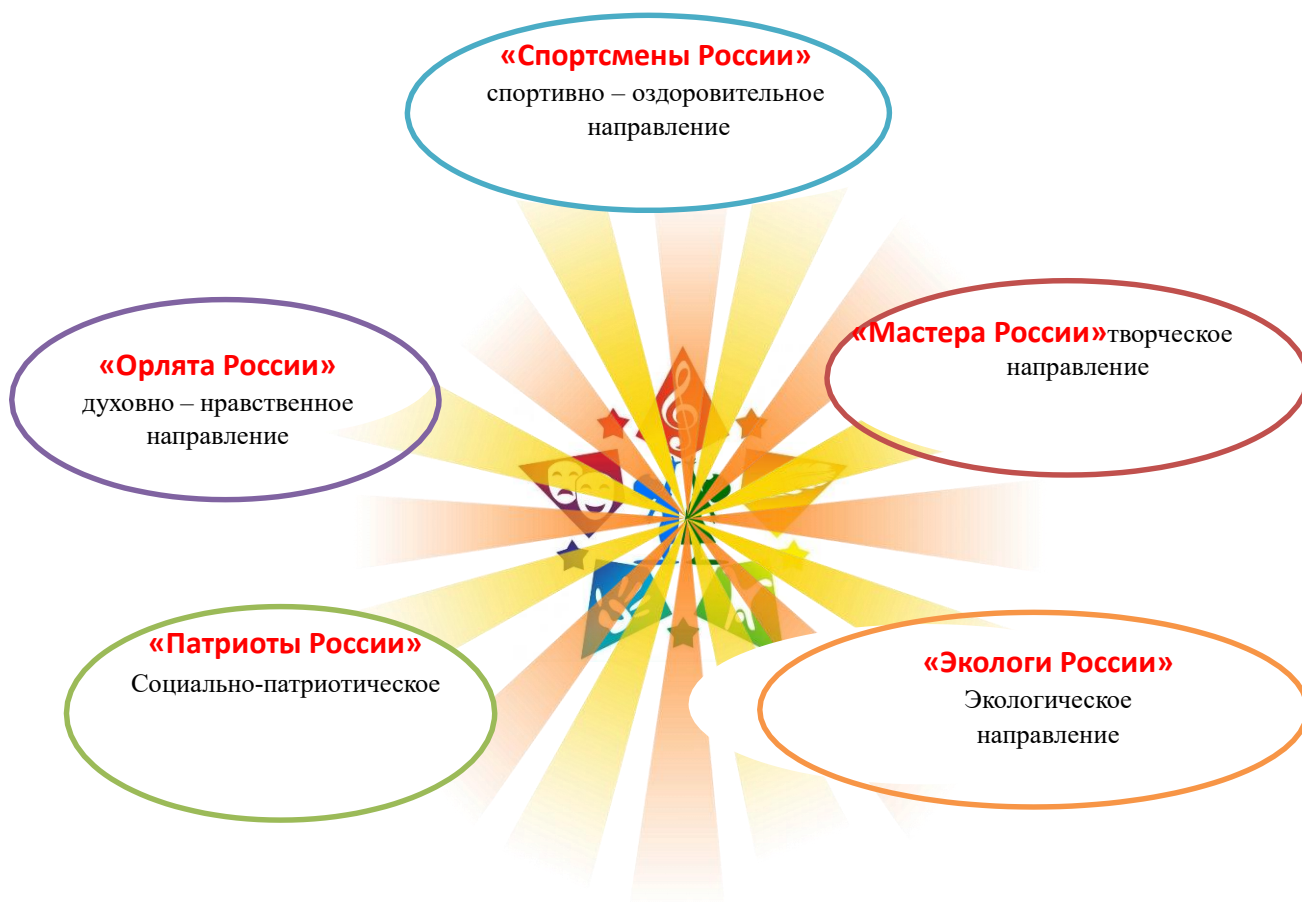 «Спортсмены России»
спортивно – оздоровительное
направление
«Мастера России»творческое
направление
«Орлята России»
духовно – нравственное
направление
«Патриоты России»
Социально-патриотическое
«Экологи России»
Экологическое
направление